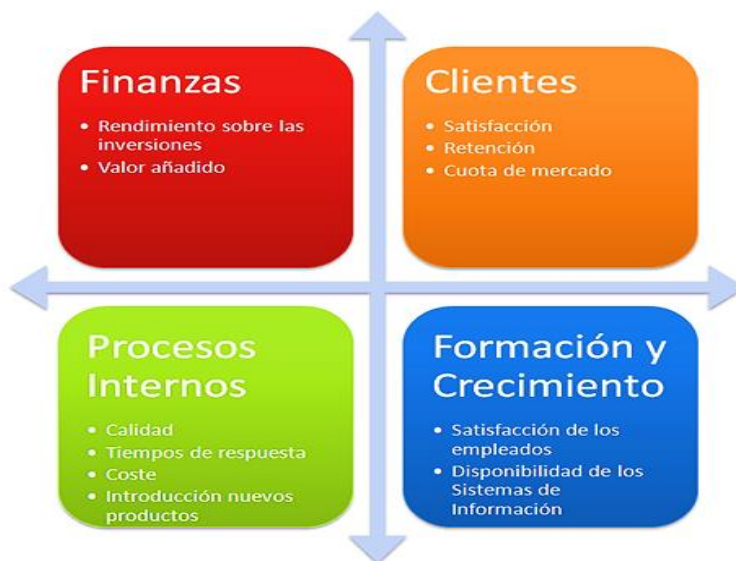 Finanzas
• Rendimiento sobre las
inversiones
• Valor añadido
Clientes
• Satisfacción
• Retención
• Cuota de mercado
Procesos
Internos
• Calidad
• Tiempos de respuesta
• Coste
• Introducción nuevos
productos
Formación y
Crecimiento
• Satisfacción de los
empleados
• Disponibilidad de los
Sistemas de
Información